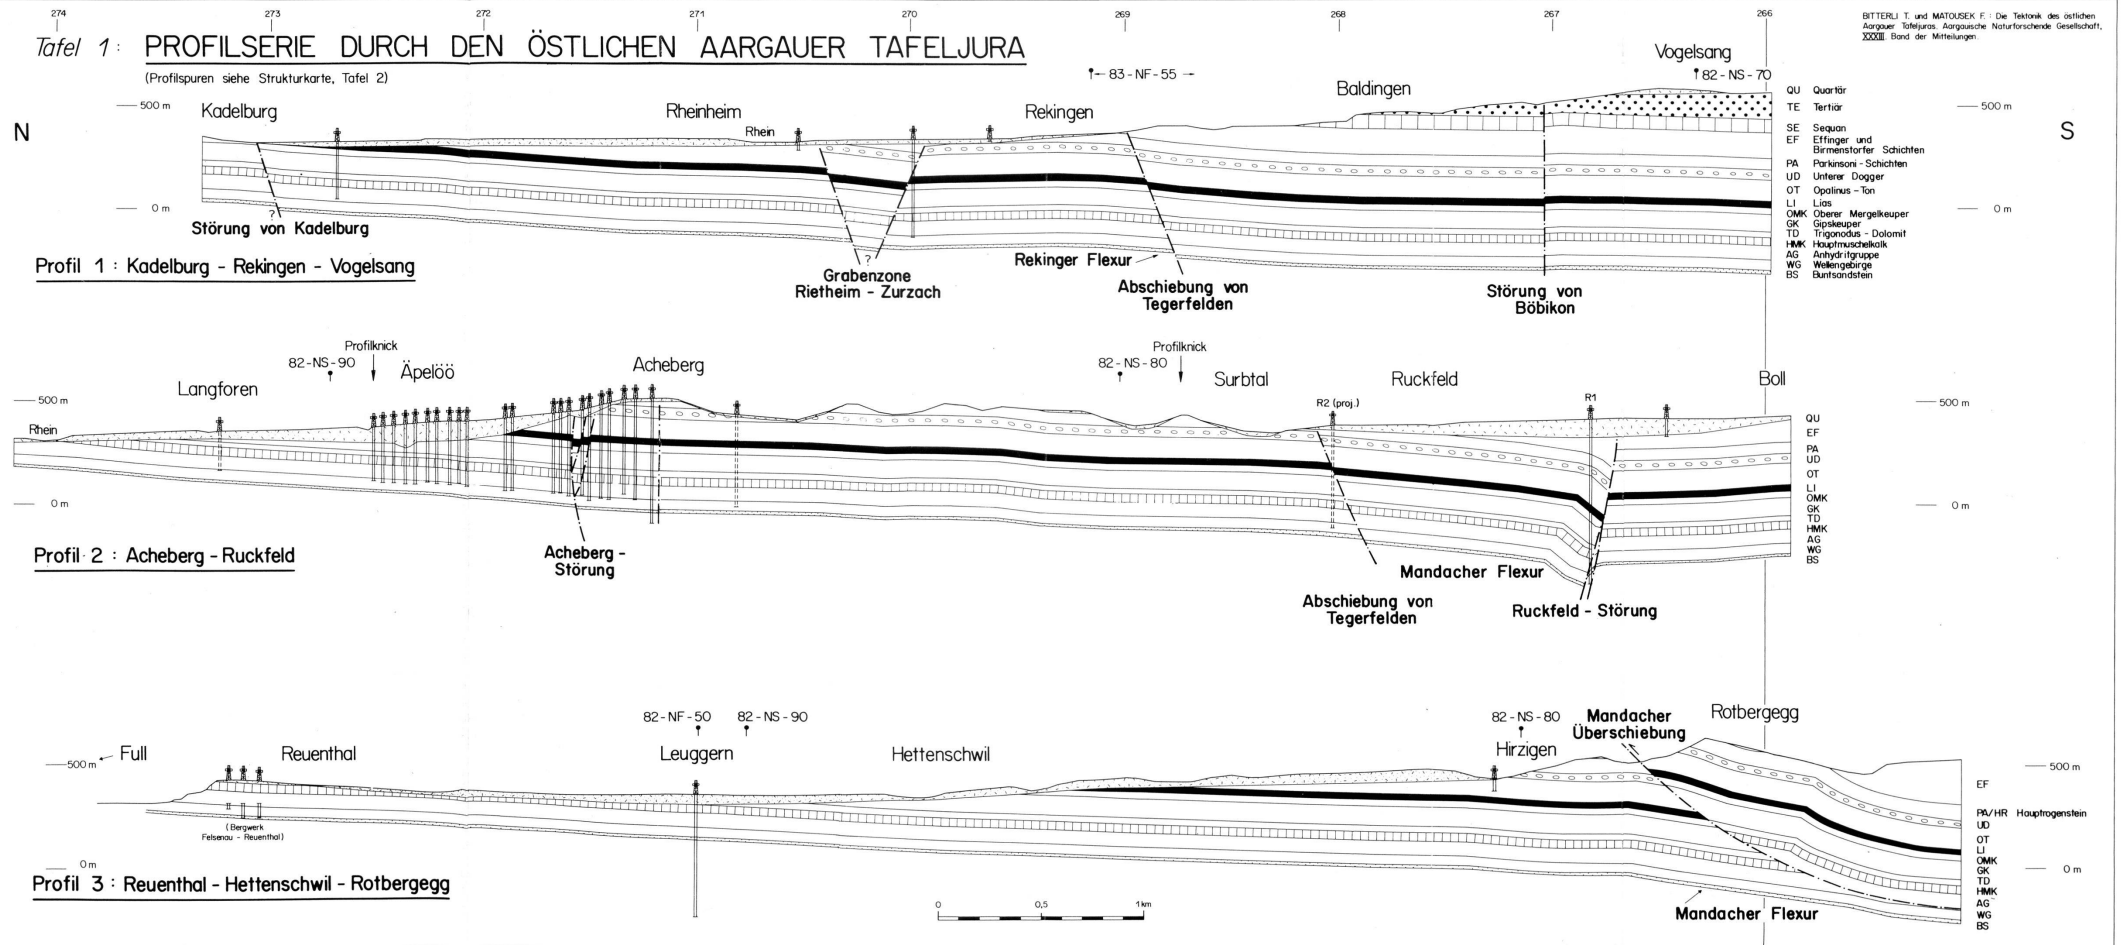 274 273 272 271 270 269 268 267 266
BITTERLI T. und MATOUSEK F. : Die Tektonik des östlichen
Aargauer Tafeljuras. Aargauische Naturforschende Gesellschaft,
XXXIII. Band der Mitteilungen.
Tafel 1 : PROFILSERIE DURCH DEN ÖSTLICHEN AARGAUER TAFELJURA
(Profilspuren siehe Strukturkarte, Tafel 2)
N
S
500 m
0 m
Kadelburg
Rheinheim
Rhein
83-NF-55
Rekingen
Baldingen
Vogelsang
82-NS-70
500 m
0 m
QU Quartär
TE Tertiär
SE Sequan
EF Effinger und
Birmenstorfer Schichten
PA Parkinsoni-Schichten
UD Unterer Dogger
OT Opalinus-Ton
LI Lias
OMK Oberer Mergelkeuper
GK Gipskeuper
TD Trigonodus-Dolomit
HMK Hauptmuschelkalk
AG Anhydritgruppe
WG Wellengebirge
BS Buntsandstein
?
Störung von Kadelburg
?
Grabenzone
Rietheim - Zurzach
Rekinger Flexur
Abschiebung von
Tegerfelden
Störung von
Böbikon
Profil 1 : Kadelburg - Rekingen - Vogelsang
500 m
0 m
Rhein
Langforen
82-NS-90
Profilknick
Äpelöö
Acheberg
82-NS-80
Profilknick
Surbtal
R2 (proj.)
Ruckfeld
R1
Boll
500 m
0 m
QU
EF
PA
UD
OT
LI
OMK
GK
TD
HMK
AG
WG
BS
Acheberg -
Störung
Mandacher Flexur
Abschiebung von
Tegerfelden
Ruckfeld - Störung
Profil 2 : Acheberg - Ruckfeld
500 m
0 m
Full
Reuenthal
(Bergwerk
Felsenau - Reuenthal)
82-NF-50
82-NS-90
Leuggern
Hettenschwil
82-NS-80
Hirzigen
Mandacher
Überschiebung
Rotbergegg
500 m
0 m
EF
PA/HR Hauptrogenstein
UD
OT
LI
OMK
GK
TD
HMK
AG
WG
BS
Mandacher Flexur
Profil 3 : Reuenthal - Hettenschwil - Rotbergegg
0 0,5 1km